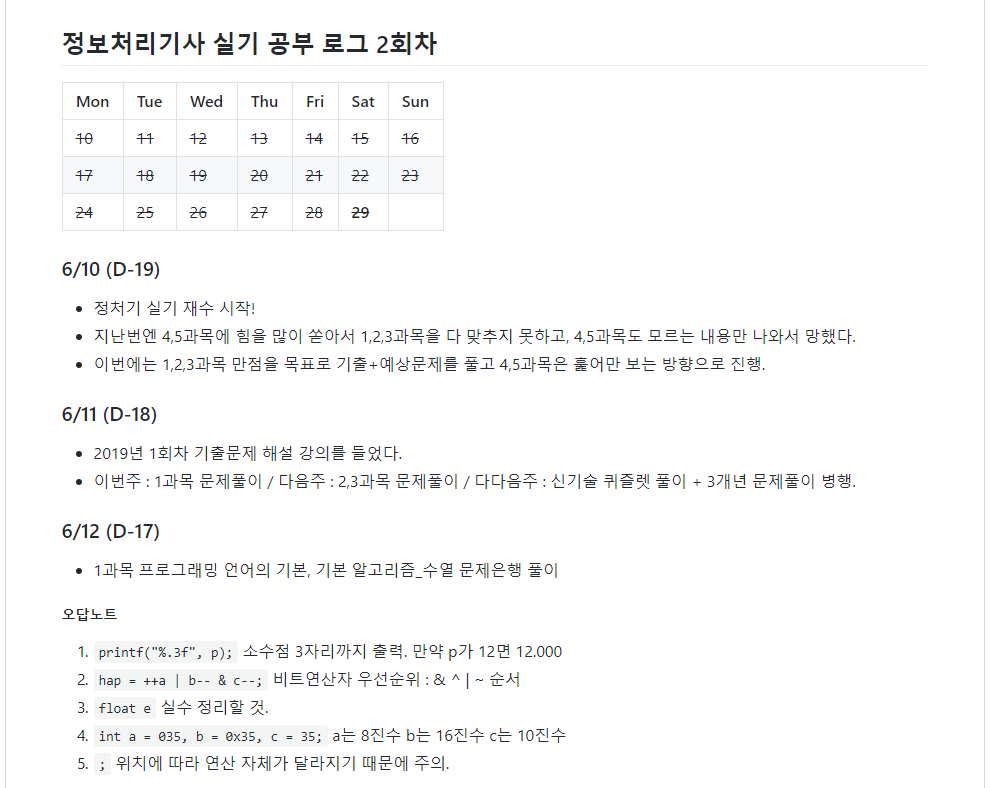 정보처리기사 실기 공부 로그 2회차
Mon Tue Wed Thu Fri Sat Sun
10 11 12 13 14 15 16
17 18 19 20 21 22 23
24 25 26 27 28 29
6/10 (D-19)
정처기 실기 재수 시작!
지난번엔 4,5과목에 힘을 많이 쏟아서 1,2,3과목을 다 맞추지 못하고, 4,5과목도 모르는 내용만 나와서 망했다.
이번에는 1,2,3과목 만점을 목표로 기출+예상문제를 풀고 4,5과목은 훑어만 보는 방향으로 진행.
6/11 (D-18)
2019년 1회차 기출문제 해설 강의를 들었다.
이번주 : 1과목 문제풀이 / 다음주 : 2,3과목 문제풀이 / 다다음주 : 신기술 퀴즐렛 풀이 + 3개년 문제풀이 병행.
6/12 (D-17)
1과목 프로그래밍 언어의 기본, 기본 알고리즘_수열 문제은행 풀이
오답노트
1. printf("%.3f", p); 소수점 3자리까지 출력. 만약 p가 12면 12.000
2. hap = ++a | b-- & c--; 비트연산자 우선순위 : & ^ | ~ 순서
3. float e 실수 정리할 것.
4. int a = 035, b = 0x35, c = 35; a는 8진수 b는 16진수 c는 10진수
5. ; 위치에 따라 연산 자체가 달라지기 때문에 주의.